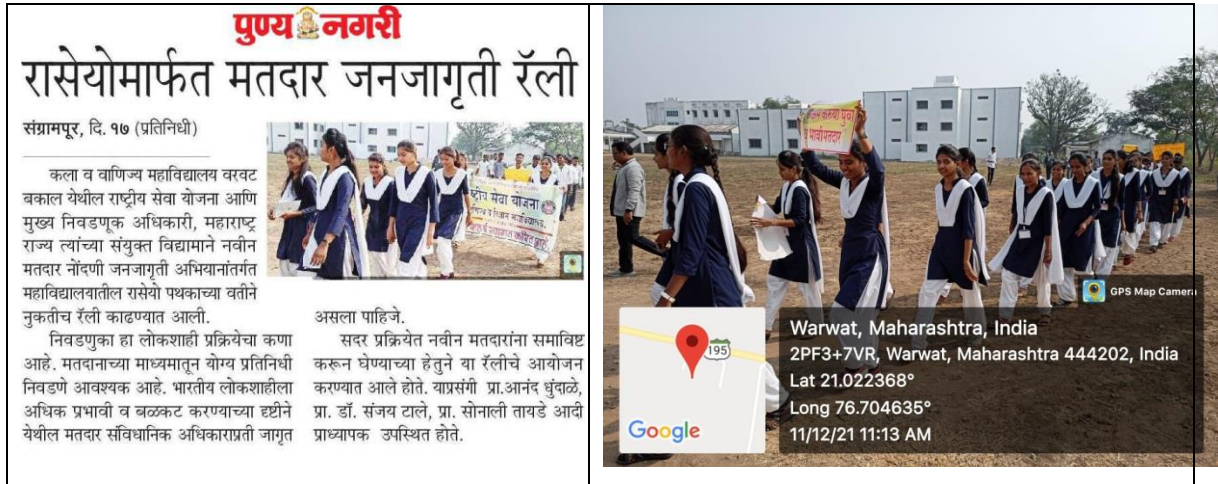 पुण्य नगरी
रासेयोमार्फत मतदार जनजागृती रॅली
संग्रामपूर, दि. १७ (प्रतिनिधी)
कला व वाणिज्य महाविद्यालय वरवट
बकाल येथील राष्ट्रीय सेवा योजना आणि
मुख्य निवडणूक अधिकारी, महाराष्ट्र
राज्य त्यांच्या संयुक्त विद्यामाने नवीन
मतदार नोंदणी जनजागृती अभियानांतर्गत
महाविद्यालयातील रासेयो पथकाच्या वतीने
नुकतीच रॅली काढण्यात आली.
निवडणुका हा लोकशाही प्रक्रियेचा कणा
आहे. मतदानाच्या माध्यमातून योग्य प्रतिनिधी
निवडणे आवश्यक आहे. भारतीय लोकशाहीला
अधिक प्रभावी व बळकट करण्याच्या दृष्टीने
येथील मतदार संविधानिक अधिकाराप्रती जागृत
असला पाहिजे.
सदर प्रक्रियेत नवीन मतदारांना समाविष्ट
करून घेण्याच्या हेतुने या रॅलीचे आयोजन
करण्यात आले होते. याप्रसंगी प्रा.आनंद धुंदाळे,
प्रा. डॉ. संजय टाले, प्रा. सोनाली तायडे आदी
प्राध्यापक उपस्थित होते.
सेवा योजना
GPS Map Camera
195
Google
Warwat, Maharashtra, India
2PF3+7VR, Warwat, Maharashtra 444202, India
Lat 21.022368°
Long 76.704635°
11/12/21 11:13 AM